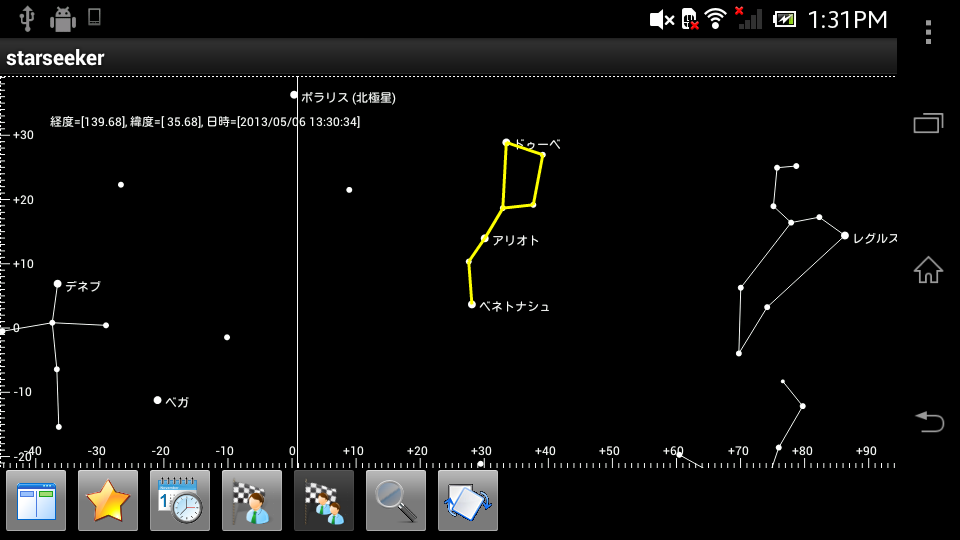 1:31PM
starseeker
ポラリス (北極星)
経度=[139.68], 緯度=[ 35.68], 日時=[2013/05/06 13:30:34]
+30
ドゥーベ
+20
アリオト
レグルス
+10
デネブ
ベネトナシュ
0
-10
ベガ
-20
-40 -30 -20 -10 0 +10 +20 +30 +40 +50 +60 +70 +80 +90